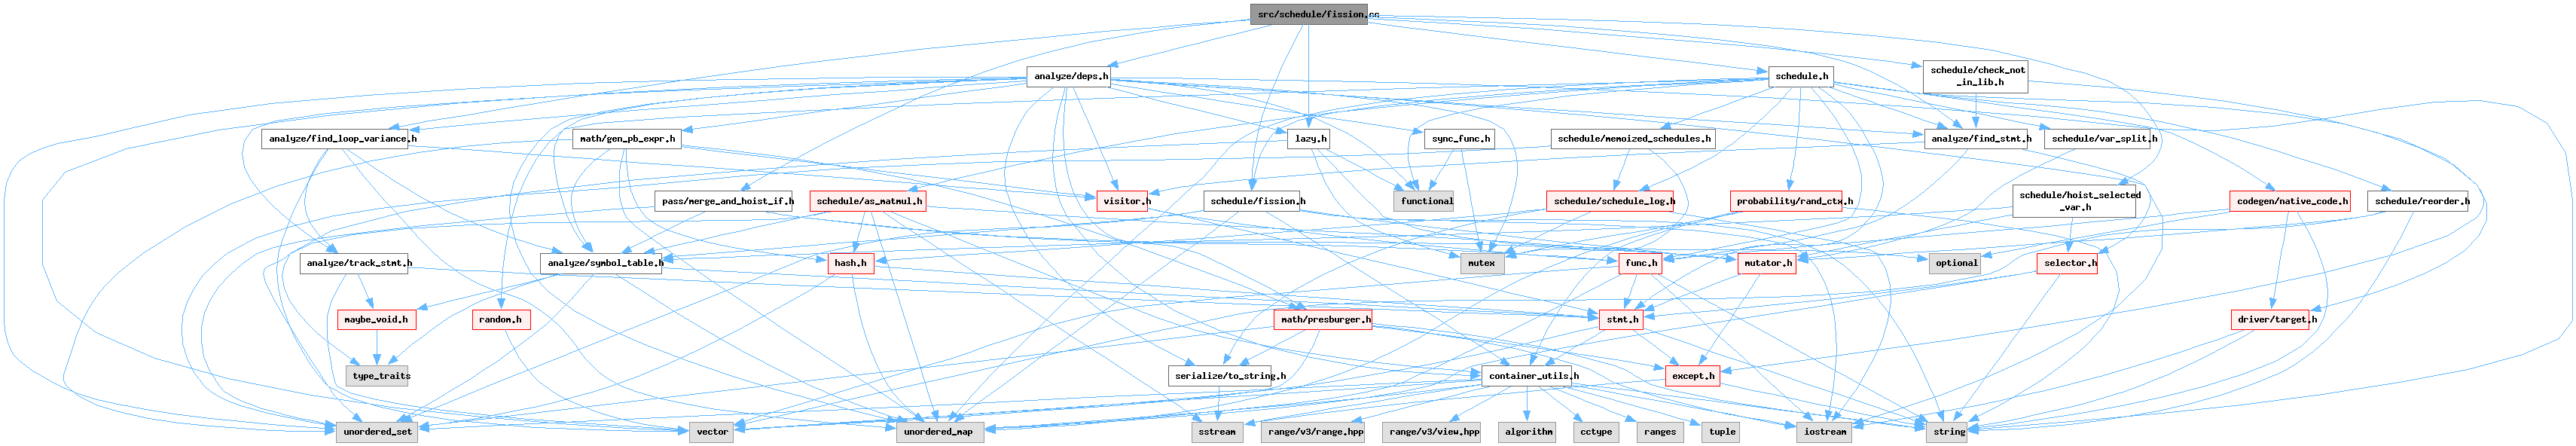 src/schedule/fission.cc
analyze/deps.h
schedule.h
schedule/check_not
_in_lib.h
analyze/find_loop_variance.h
math/gen_pb_expr.h
lazy.h
sync_func.h
schedule/memoized_schedules.h
analyze/find_stmt.h
schedule/var_split.h
pass/merge_and_hoist_if.h
schedule/as_matmul.h
visitor.h
schedule/fission.h
functional
schedule/schedule_log.h
probability/rand_ctx.h
schedule/hoist_selected
_var.h
codegen/native_code.h
schedule/reorder.h
analyze/track_stmt.h
analyze/symbol_table.h
hash.h
mutex
func.h
mutator.h
optional
selector.h
maybe_void.h
random.h
math/presburger.h
stmt.h
driver/target.h
type_traits
serialize/to_string.h
container_utils.h
except.h
unordered_set
vector
unordered_map
sstream
range/v3/range.hpp
range/v3/view.hpp
algorithm
cctype
ranges
tuple
iostream
string